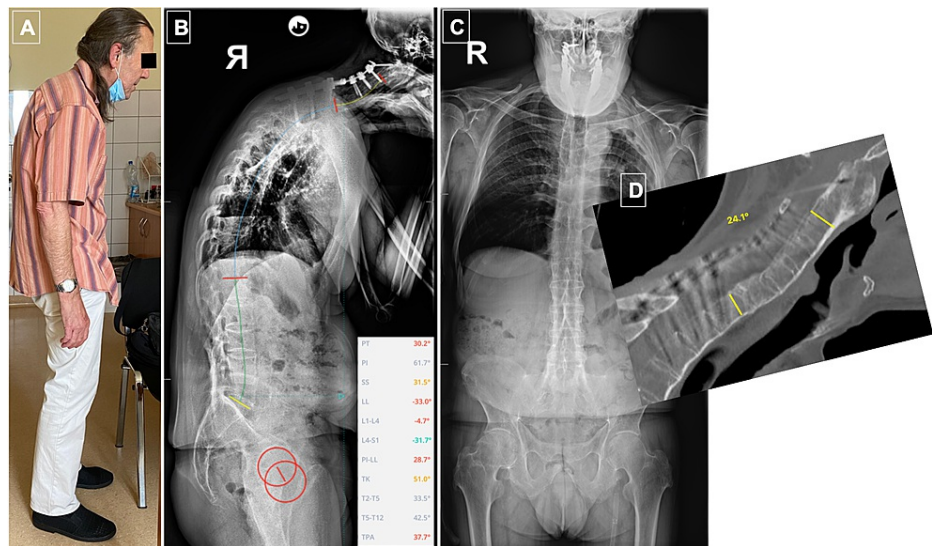 A
B
Я
C
R
D
24.1°
PT 30.2°
PI 61.7°
SS 31.5°
LL -33.0°
L1-L4 -4.7°
L4-S1 -31.7°
PI-LL 28.7°
TK 51.0°
T2-T5 33.5°
T5-T12 42.5°
TPA 37.7°